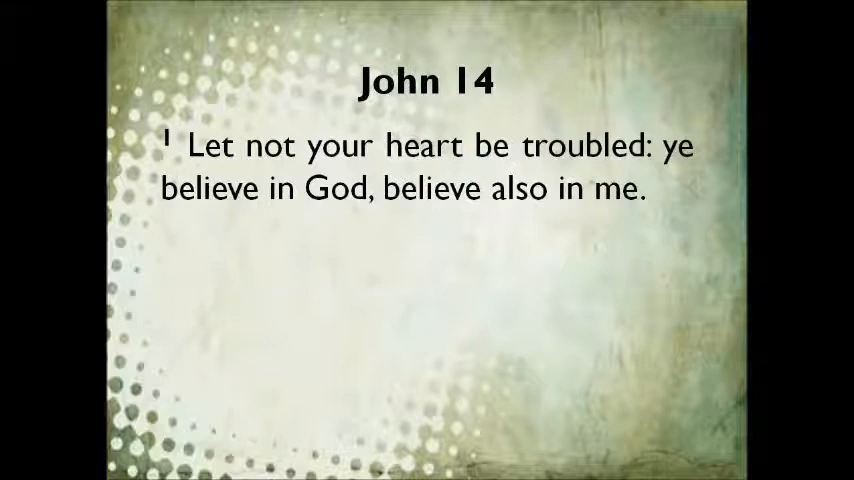 John 14
¹ Let not your heart be troubled: ye
believe in God, believe also in me.